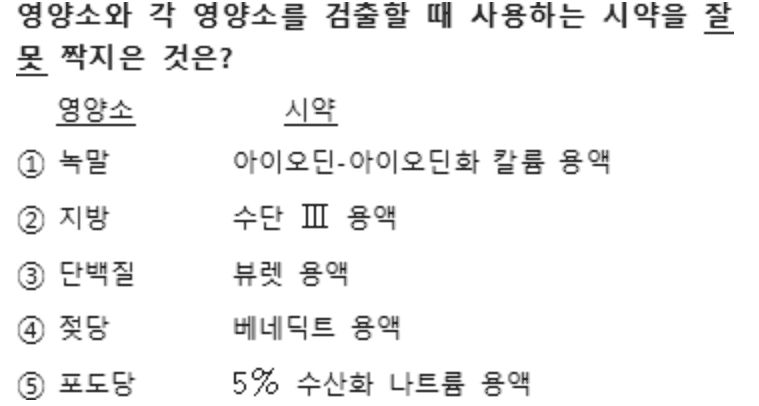 영양소와 각 영양소를 검출할 때 사용하는 시약을 잘
못 짝지은 것은?
영양소 시약
① 녹말 아이오딘-아이오딘화 칼륨 용액
② 지방 수단 Ⅲ 용액
③ 단백질 뷰렛 용액
④ 젖당 베네딕트 용액
⑤ 포도당 5% 수산화 나트륨 용액